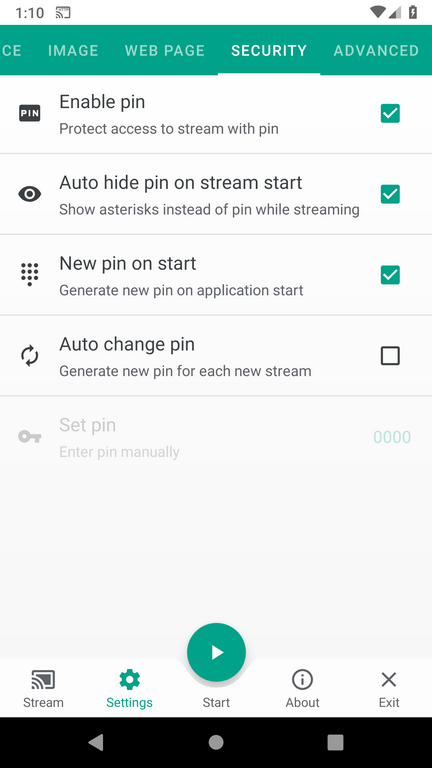 1:10
CE IMAGE WEB PAGE SECURITY ADVANCED
PIN
Enable pin
Protect access to stream with pin
Auto hide pin on stream start
Show asterisks instead of pin while streaming
New pin on start
Generate new pin on application start
Auto change pin
Generate new pin for each new stream
Set pin
Enter pin manually
0000
Stream Settings Start About Exit